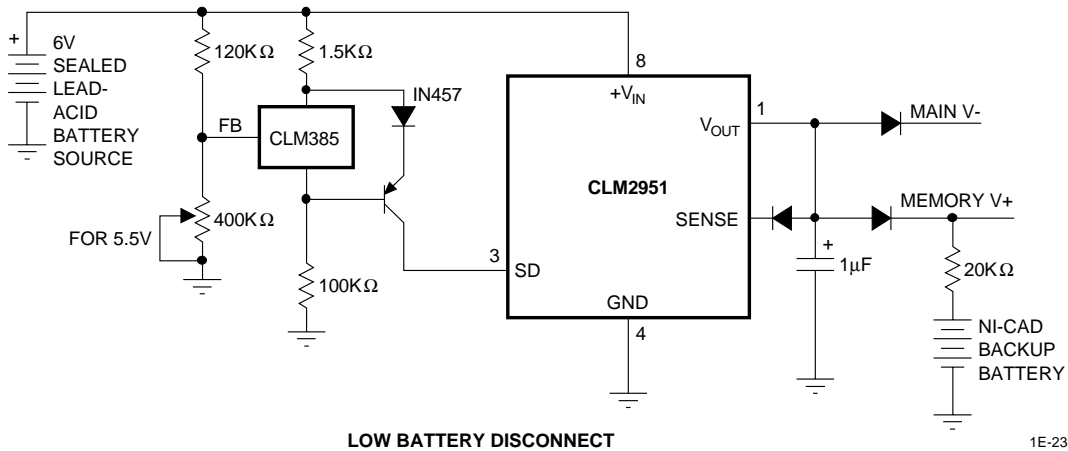 +
6V
SEALED
LEAD-
ACID
BATTERY
SOURCE
120KΩ
1.5KΩ
IN457
FB
CLM385
400KΩ
FOR 5.5V
100KΩ
8
+VIN
1
VOUT
CLM2951
SENSE
3
SD
GND
4
MAIN V-
MEMORY V+
+
1µF
20KΩ
NI-CAD
BACKUP
BATTERY
LOW BATTERY DISCONNECT
1E-23